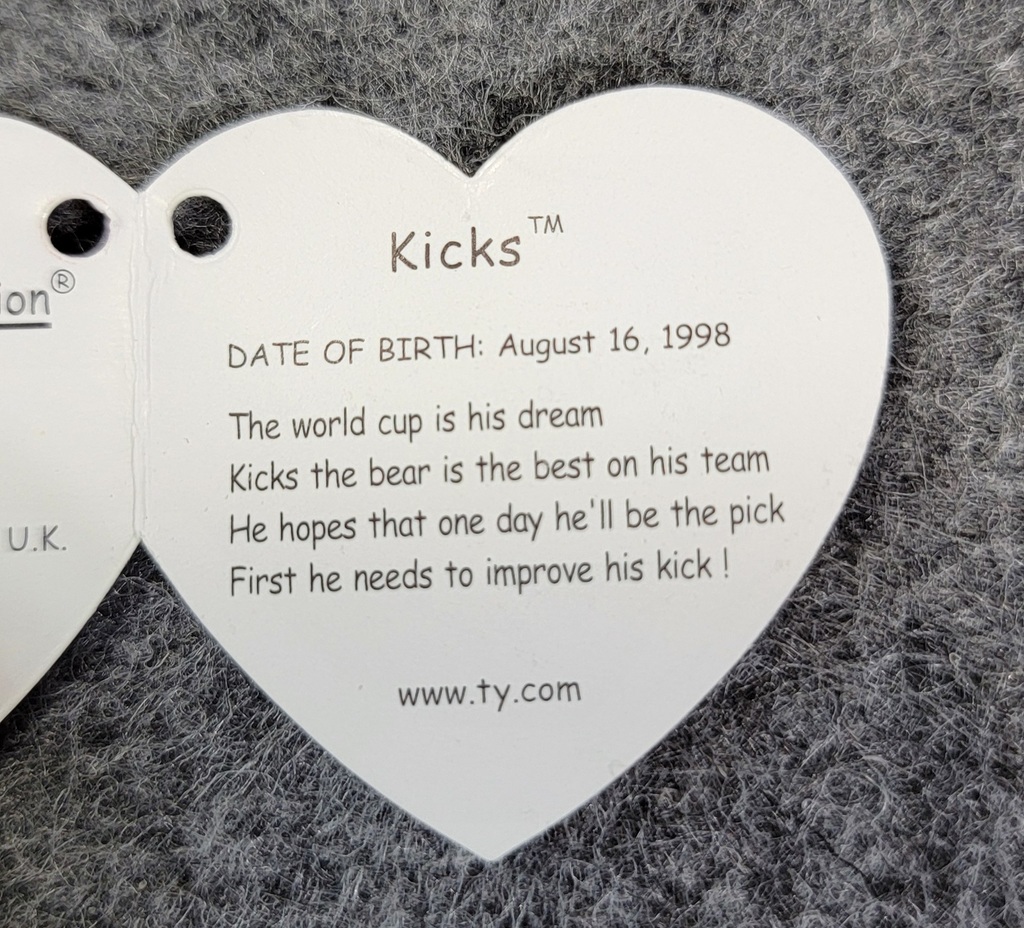 ion®
U.K.
Kicks™
DATE OF BIRTH: August 16, 1998
The world cup is his dream
Kicks the bear is the best on his team
He hopes that one day he'll be the pick
First he needs to improve his kick !
www.ty.com